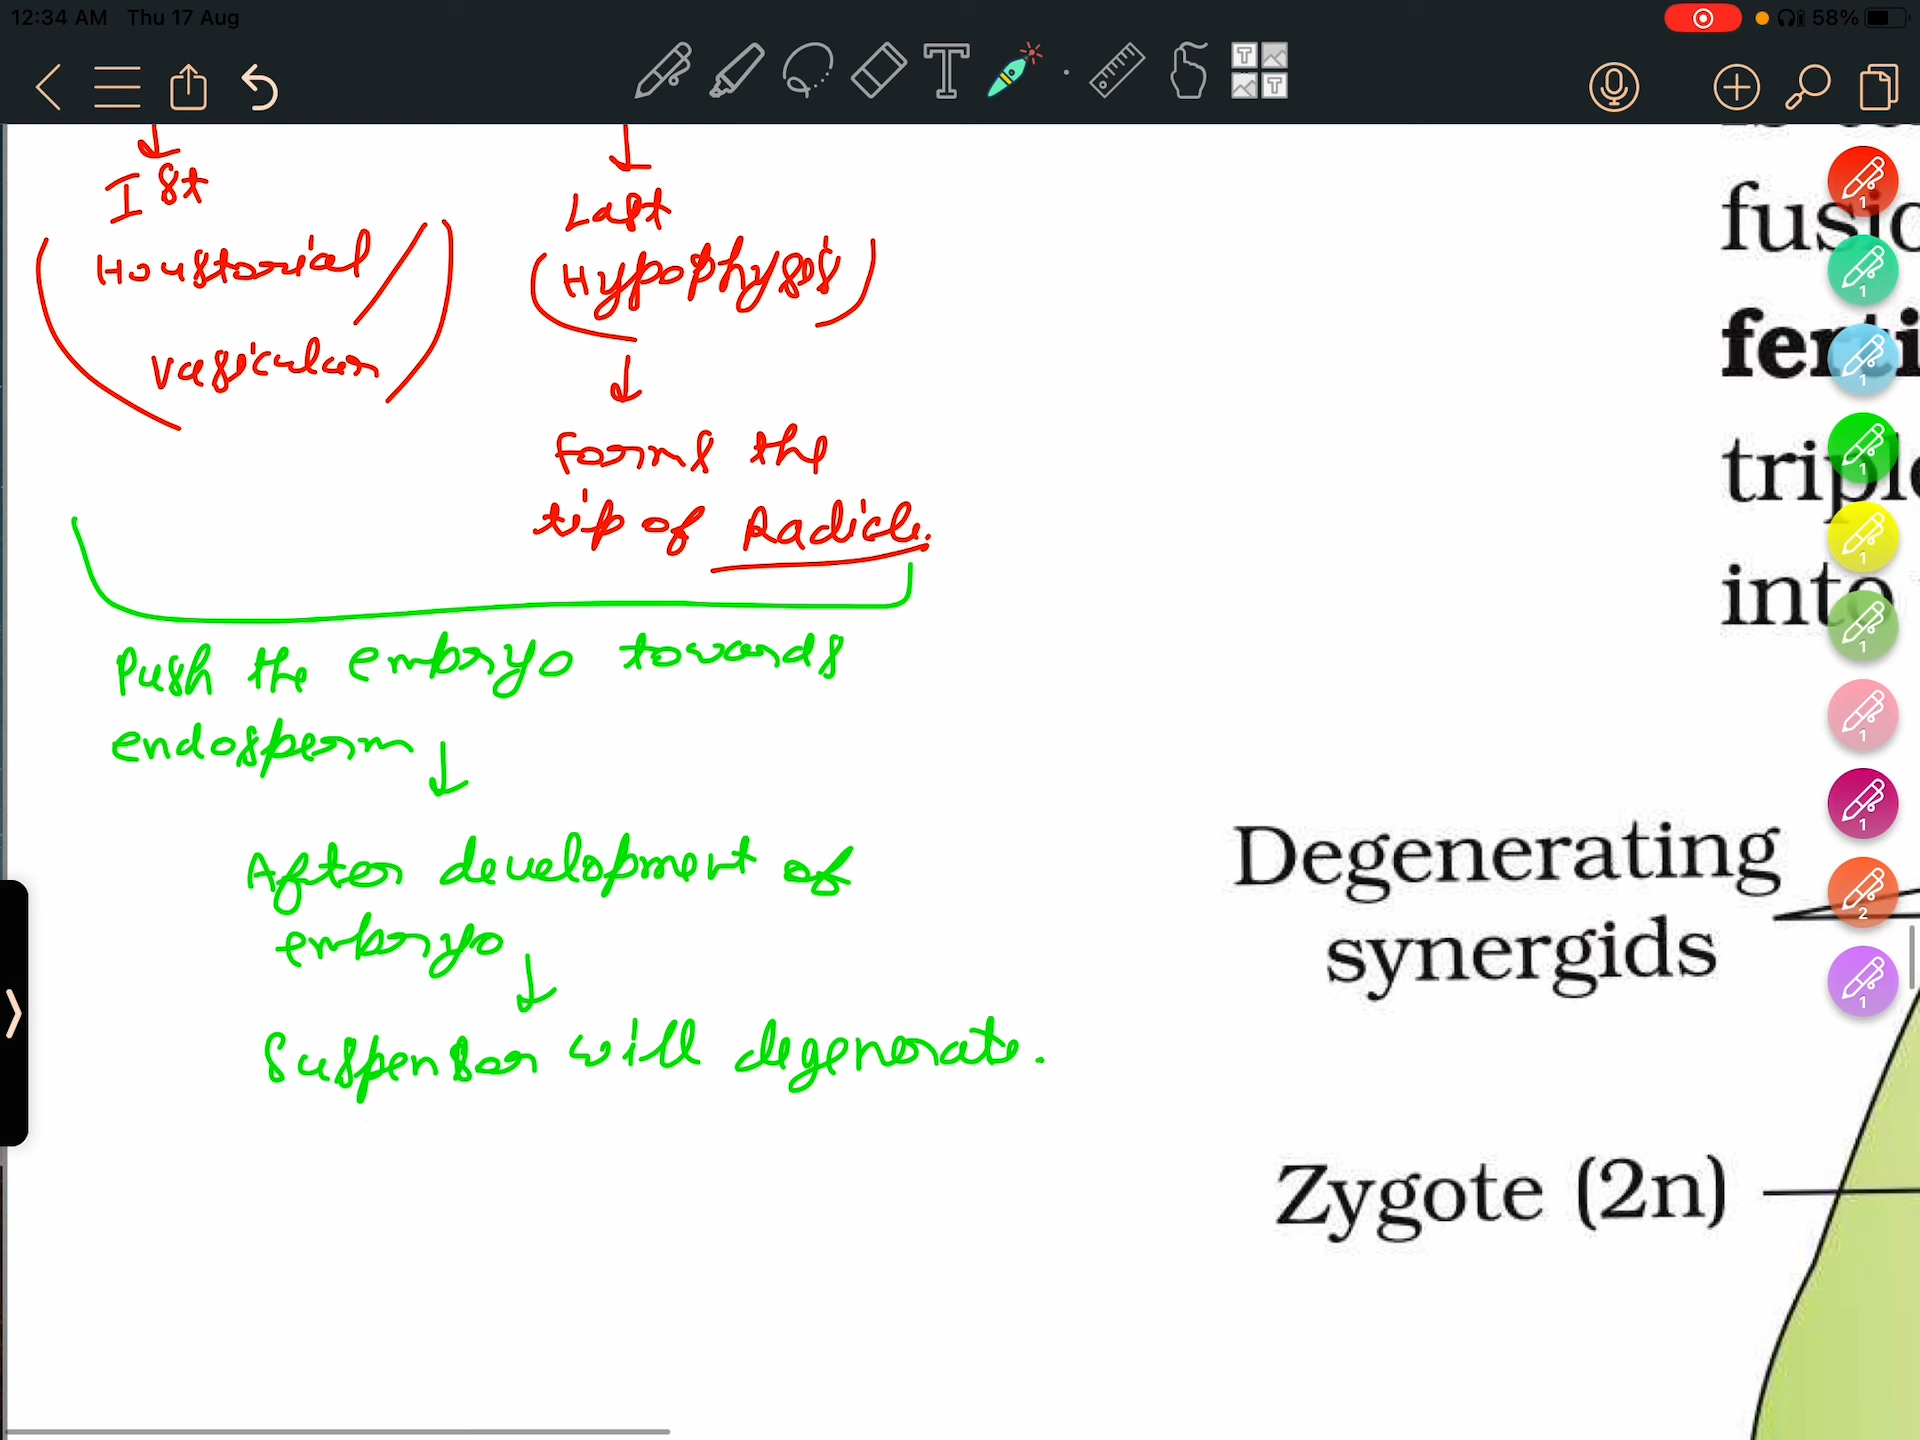 12:34 AM Thu 17 Aug
58%
Ist
Haustorial /
Vasicular
Last
(Hypophysis)
forms the
tip of Radicle.
Push the embryo towards
endosperm
After development of
embryo
Suspensor will degenerate.
fusio
ferti
triple
into
Degenerating
synergids
Zygote (2n)